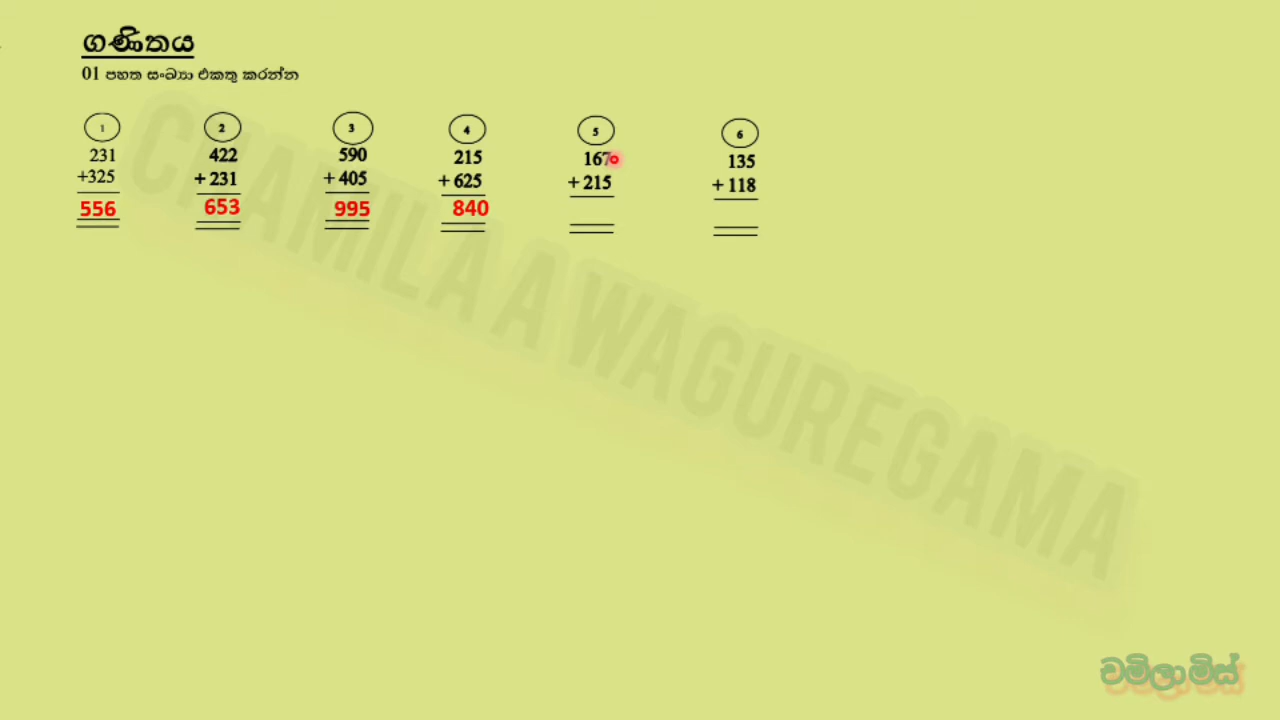 ගණිතය
01 පහත සංඛ්‍යා එකතු කරන්න
1 2 3 4 5 6
231 422 590 215 167 135
+325 + 231 + 405 + 625 + 215 + 118
556 653 995 840
CHAMILA A WAGUREGAMA
චමිලා මිස්